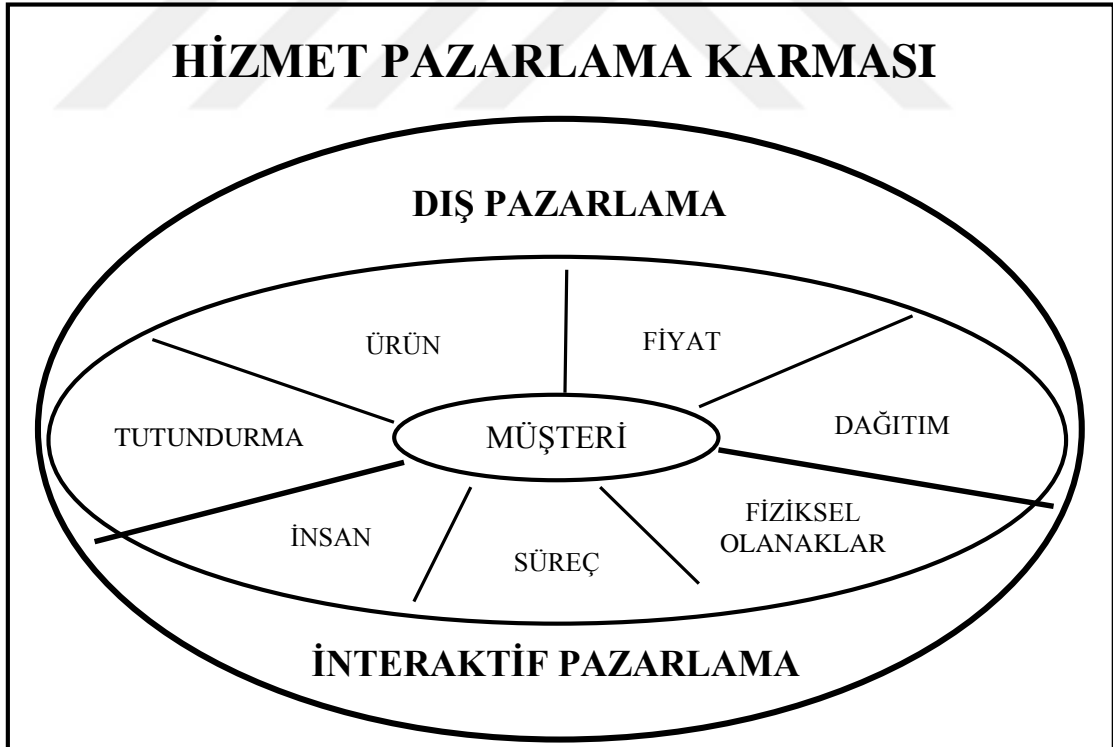 HİZMET PAZARLAMA KARMASI
DIŞ PAZARLAMA
ÜRÜN
FİYAT
TUTUNDURMA
MÜŞTERİ
DAĞITIM
İNSAN
SÜREÇ
FİZİKSEL
OLANAKLAR
İNTERAKTİF PAZARLAMA